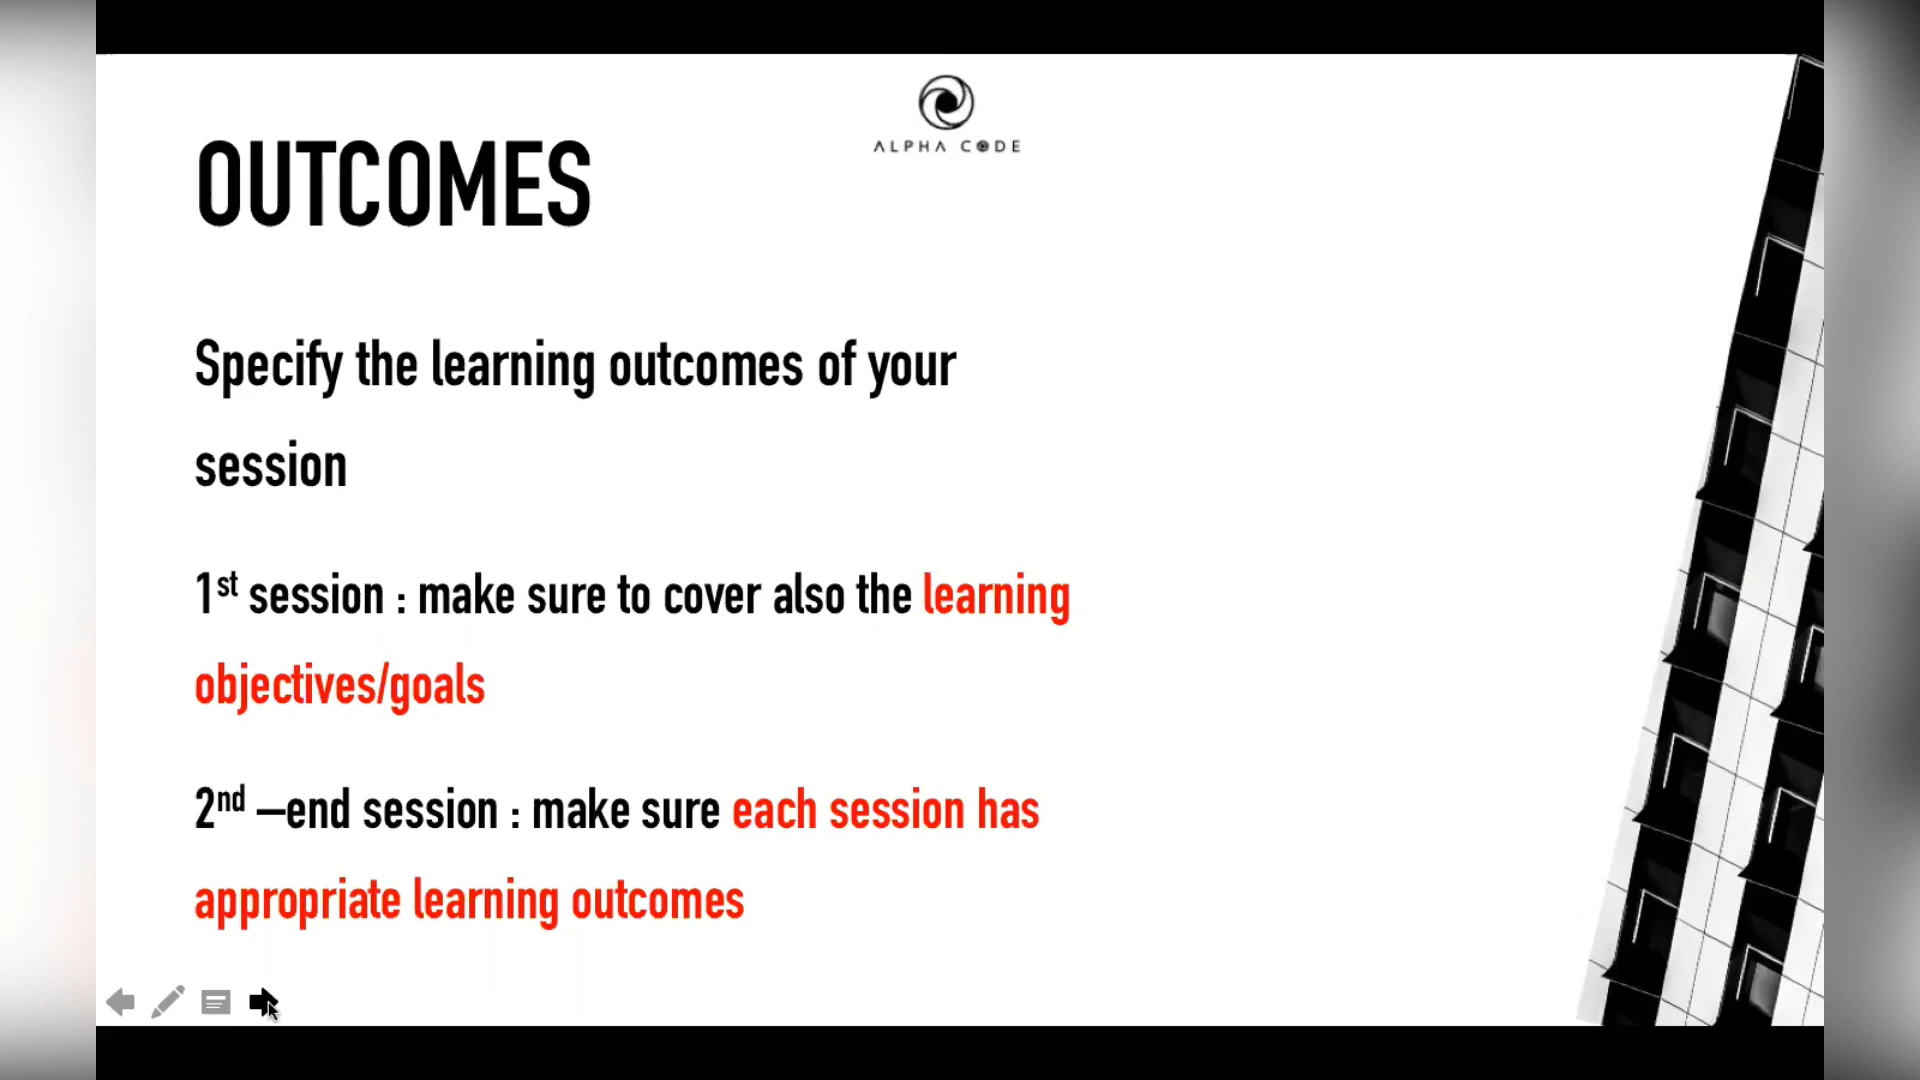 ALPHA CODE
OUTCOMES
Specify the learning outcomes of your
session
1st session : make sure to cover also the learning
objectives/goals
2nd –end session : make sure each session has
appropriate learning outcomes